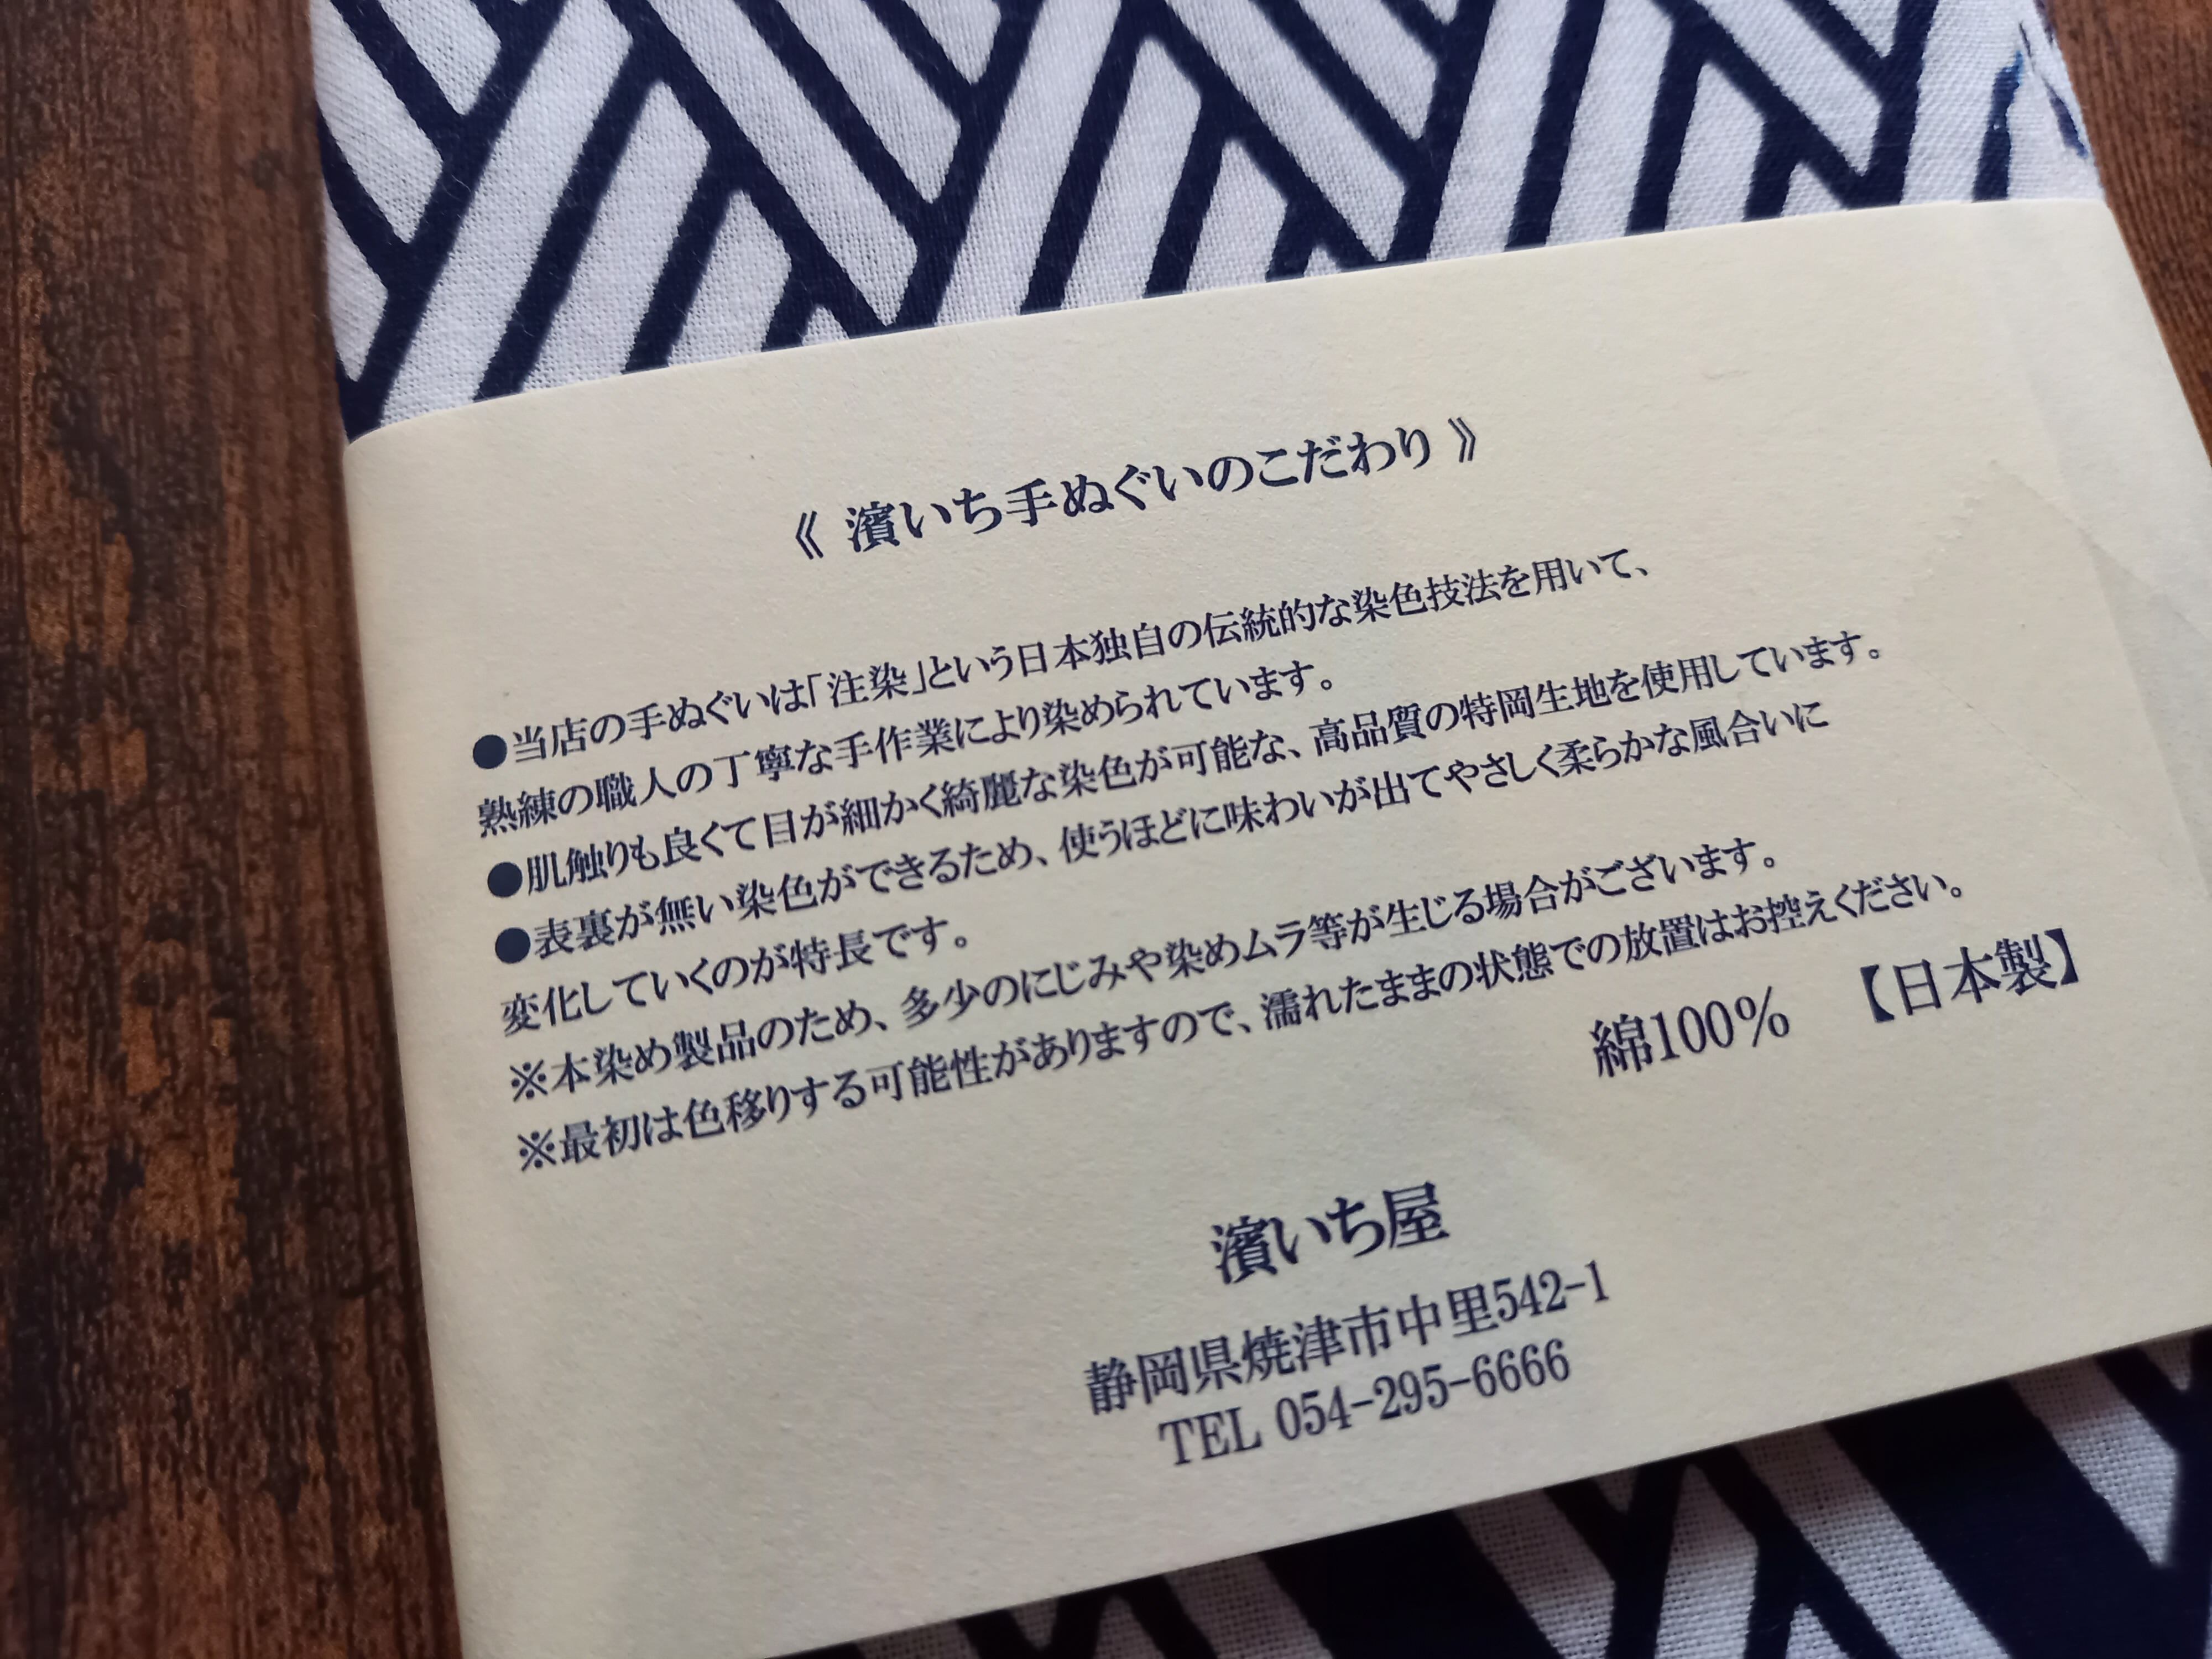 《 濱いち手ぬぐいのこだわり 》
●当店の手ぬぐいは「注染」という日本独自の伝統的な染色技法を用いて、
熟練の職人の丁寧な手作業により染められています。
●肌触りも良くて目が細かく綺麗な染色が可能な、高品質の特岡生地を使用しています。
●表裏が無い染色ができるため、使うほどに味わいが出てやさしく柔らかな風合いに
変化していくのが特長です。
※本染め製品のため、多少のにじみや染めムラ等が生じる場合がございます。
※最初は色移りする可能性がありますので、濡れたままの状態での放置はお控えください。
綿100% 【日本製】
濱いち屋
静岡県焼津市中里542-1
TEL 054-295-6666